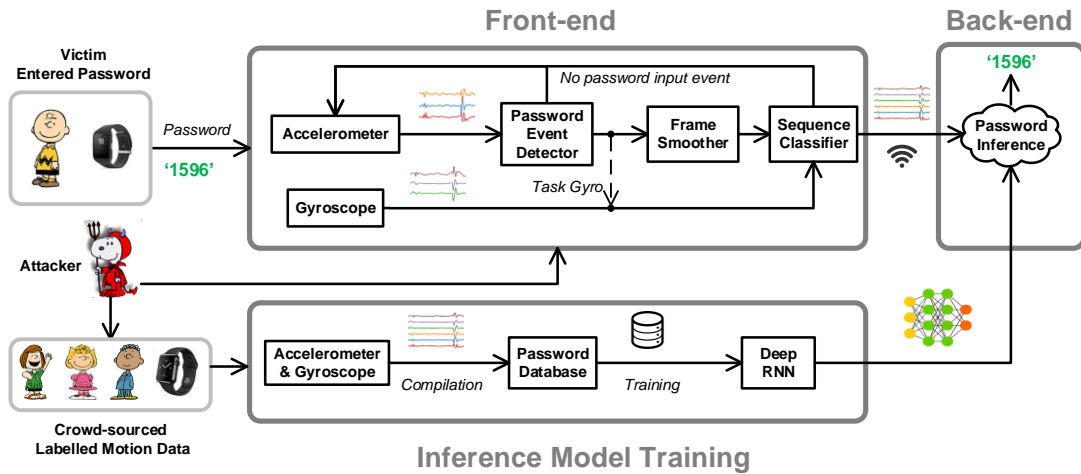 Front-end
Back-end
Victim
Entered Password
Password
‘1596’
No password input event
Accelerometer
Password
Event
Detector
Frame
Smoother
Sequence
Classifier
Task Gyro
Gyroscope
‘1596’
Password
Inference
Attacker
Accelerometer
& Gyroscope
Compilation
Password
Database
Training
Deep
RNN
Crowd-sourced
Labelled Motion Data
Inference Model Training